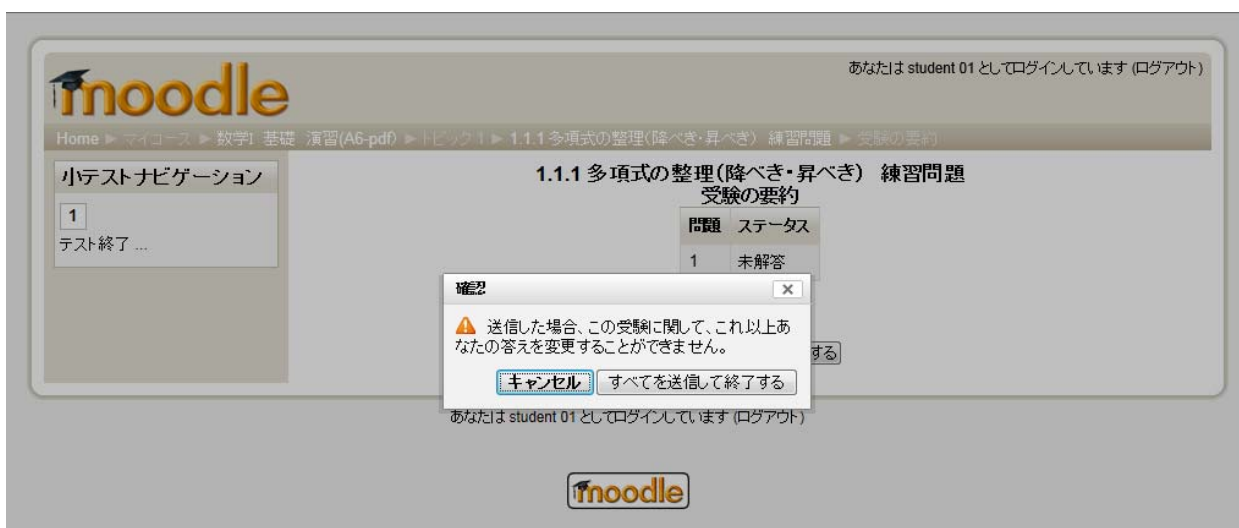 moodle
あなたは student 01 としてログインしています (ログアウト)
Home ► マイコース ► 数学I 基礎 演習(A6-pdf) ► トピック 1 ► 1.1.1 多項式の整理(降べき・昇べき) 練習問題 ► 受験の要約
小テストナビゲーション
1
テスト終了 ...
1.1.1 多項式の整理(降べき・昇べき) 練習問題
受験の要約
問題 ステータス
1 未解答
確認
送信した場合、この受験に関して、これ以上あ
なたの答えを変更することができません。
キャンセル すべてを送信して終了する
する
あなたは student 01 としてログインしています (ログアウト)
moodle